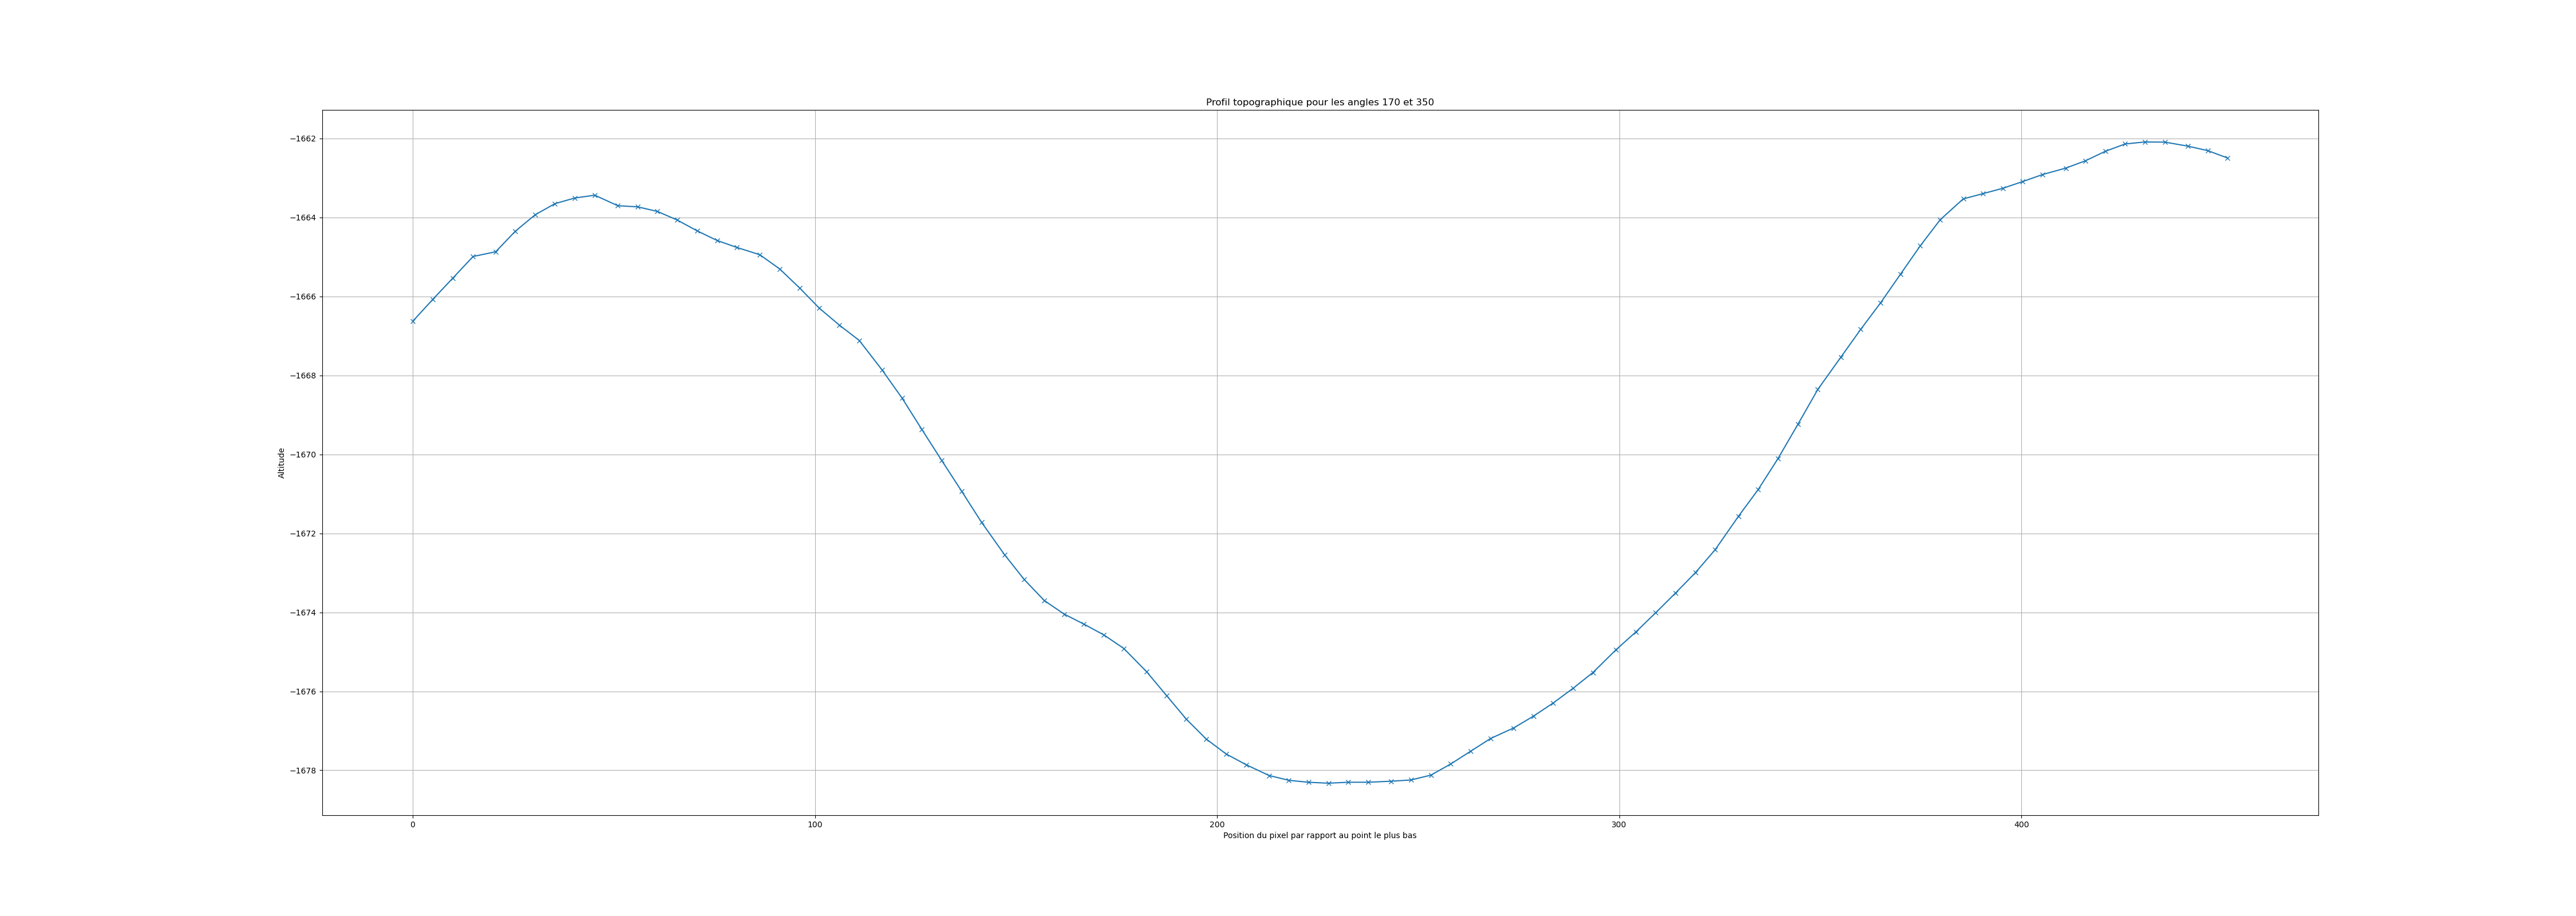 Profil topographique pour les angles 170 et 350
−1662
−1664
−1666
−1668
−1670
−1672
−1674
−1676
−1678
Altitude
0 100 200 300 400
Position du pixel par rapport au point le plus bas